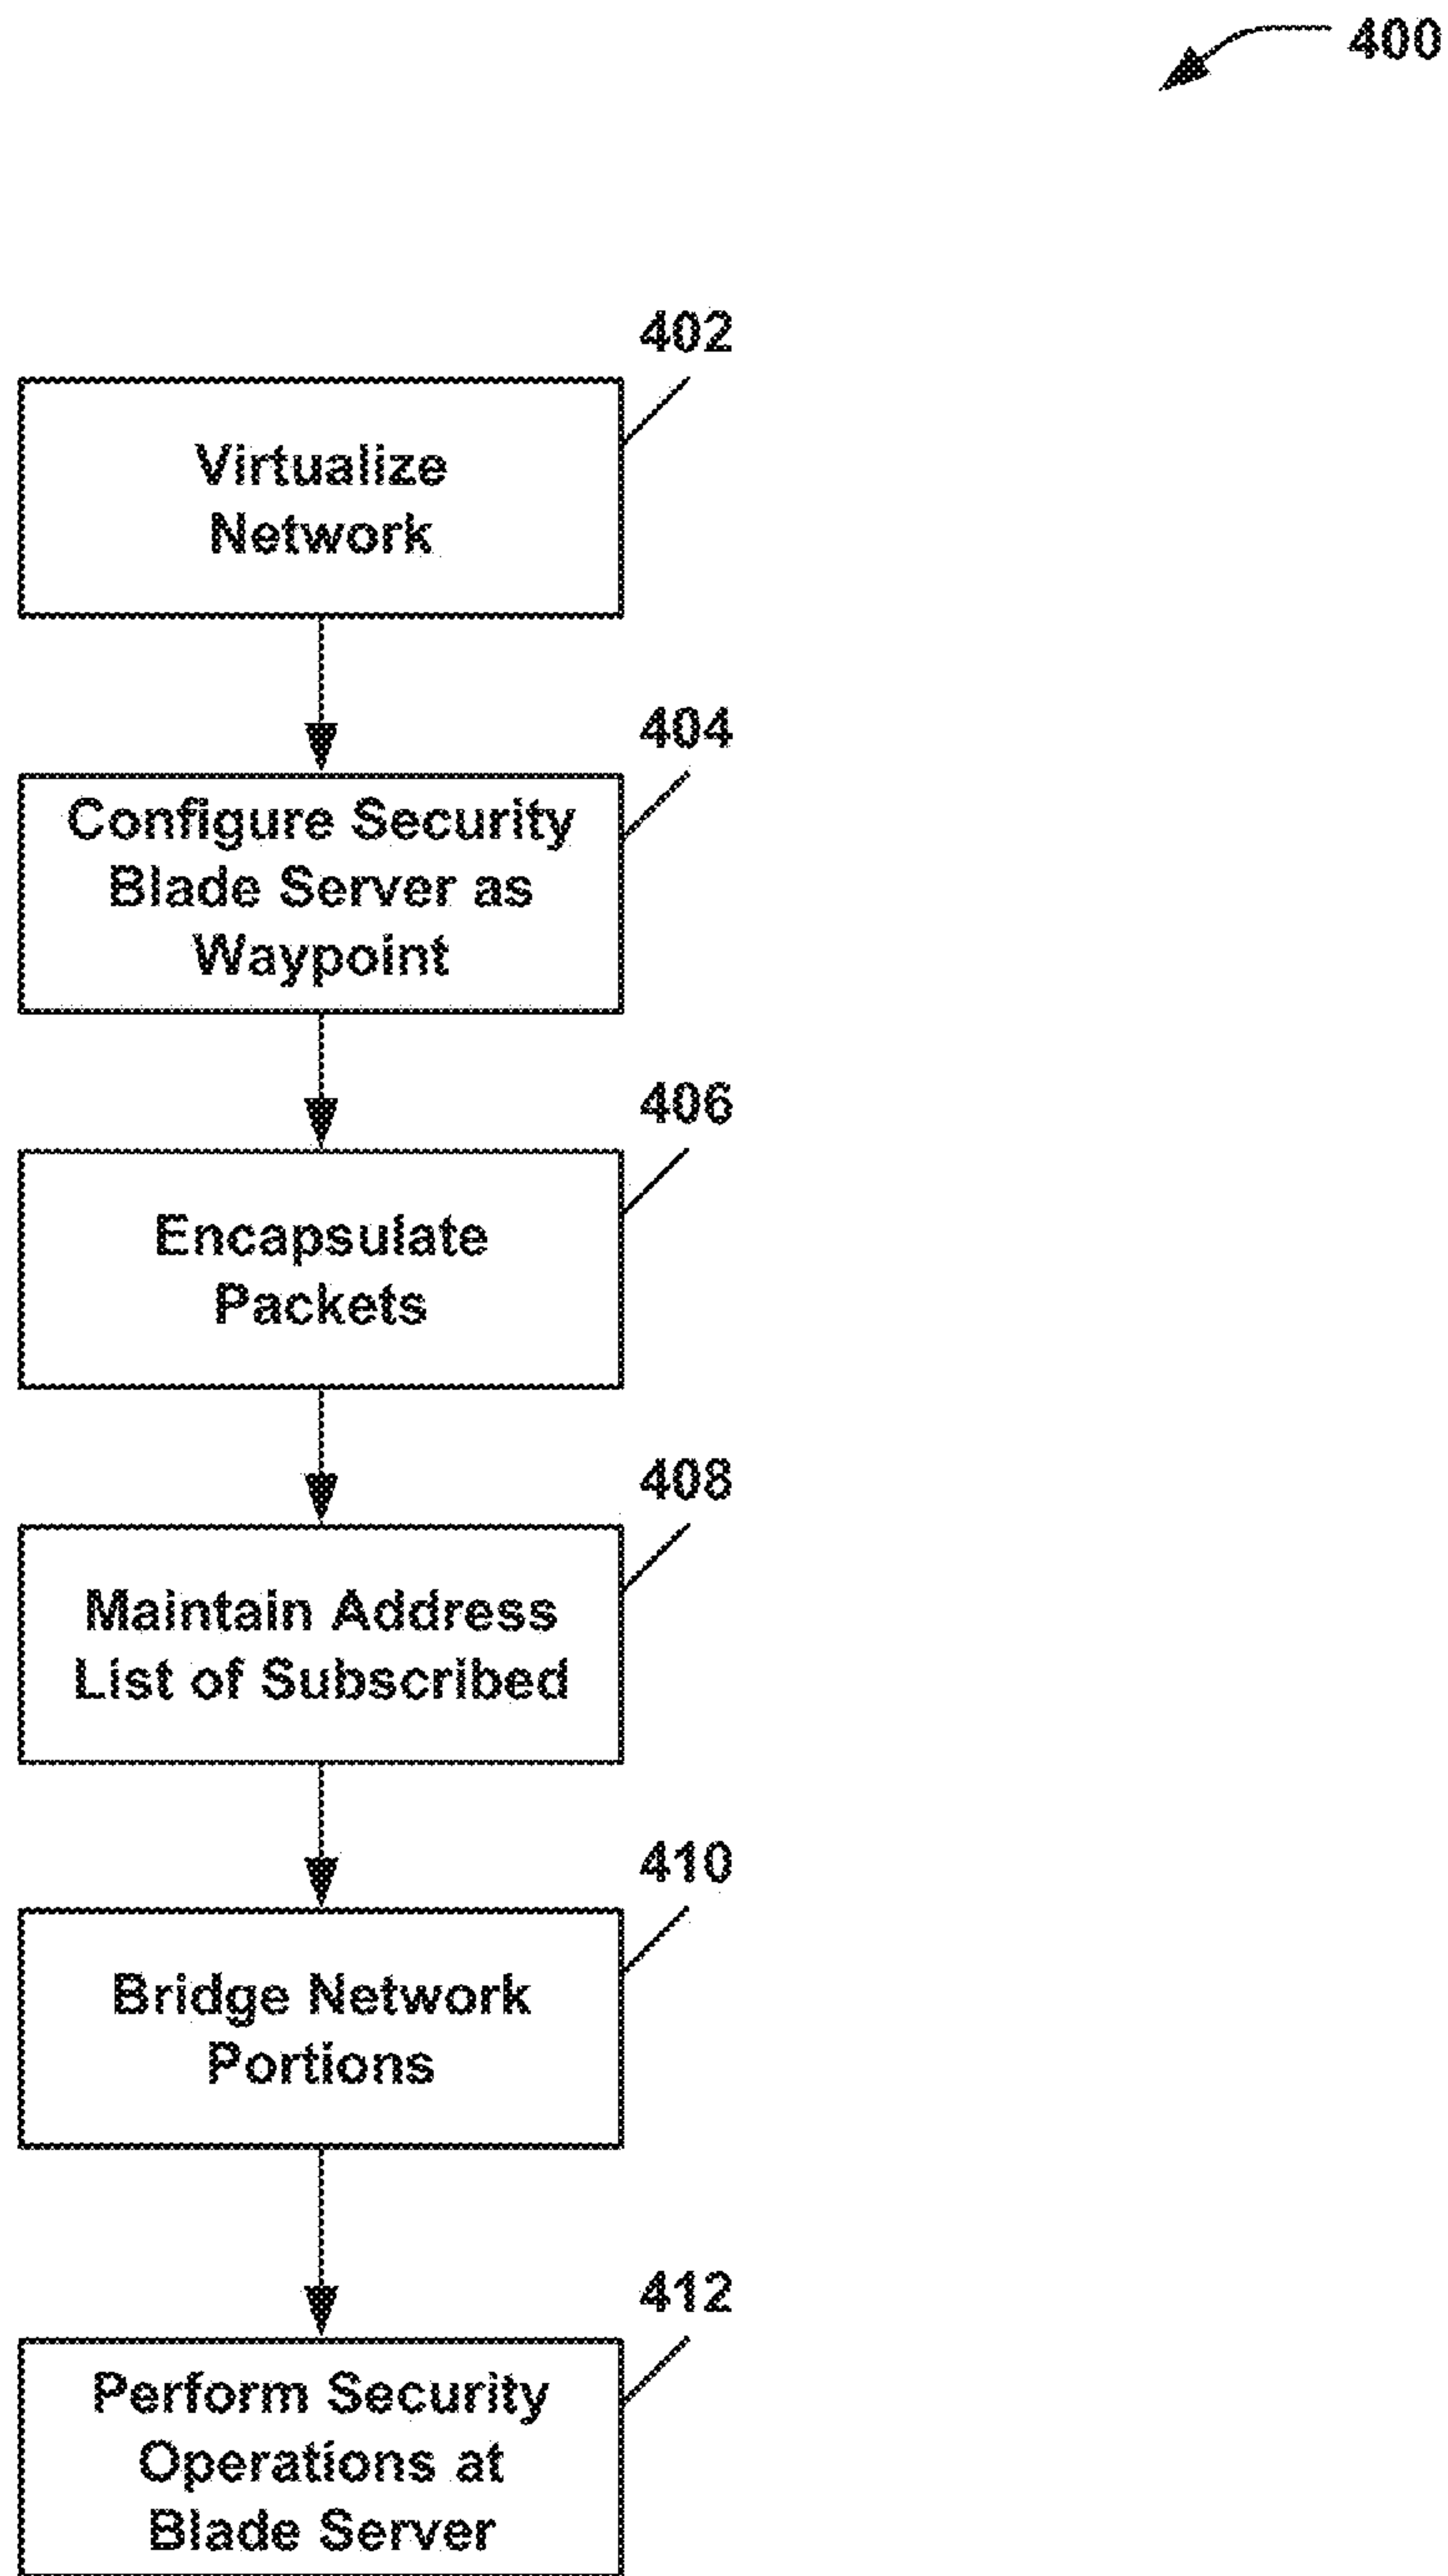 400
402
Virtualize
Network
404
Configure Security
Blade Server as
Waypoint
406
Encapsulate
Packets
408
Maintain Address
List of Subscribed
410
Bridge Network
Portions
412
Perform Security
Operations at
Blade Server